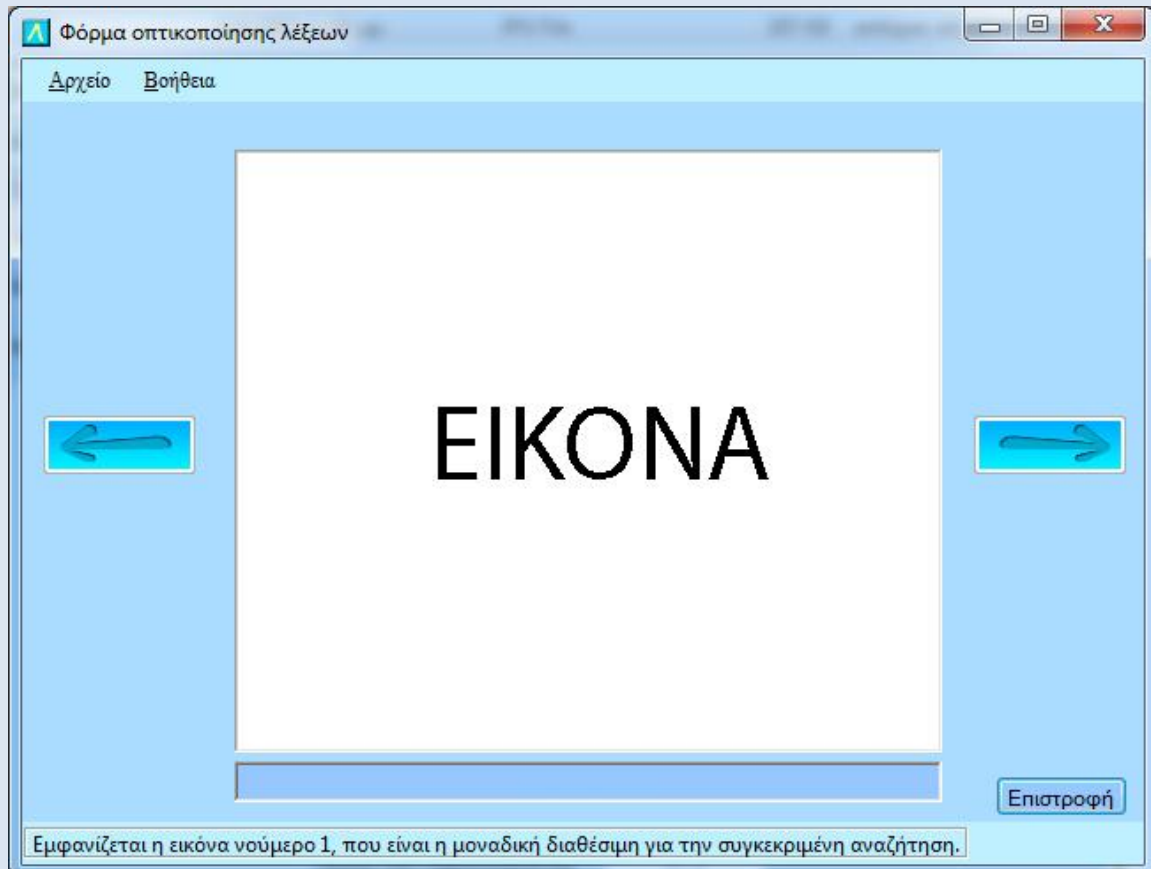 Φόρμα οπτικοποίησης λέξεων
Αρχείο Βοήθεια
ΕΙΚΟΝΑ
Επιστροφή
Εμφανίζεται η εικόνα νούμερο 1, που είναι η μοναδική διαθέσιμη για την συγκεκριμένη αναζήτηση.